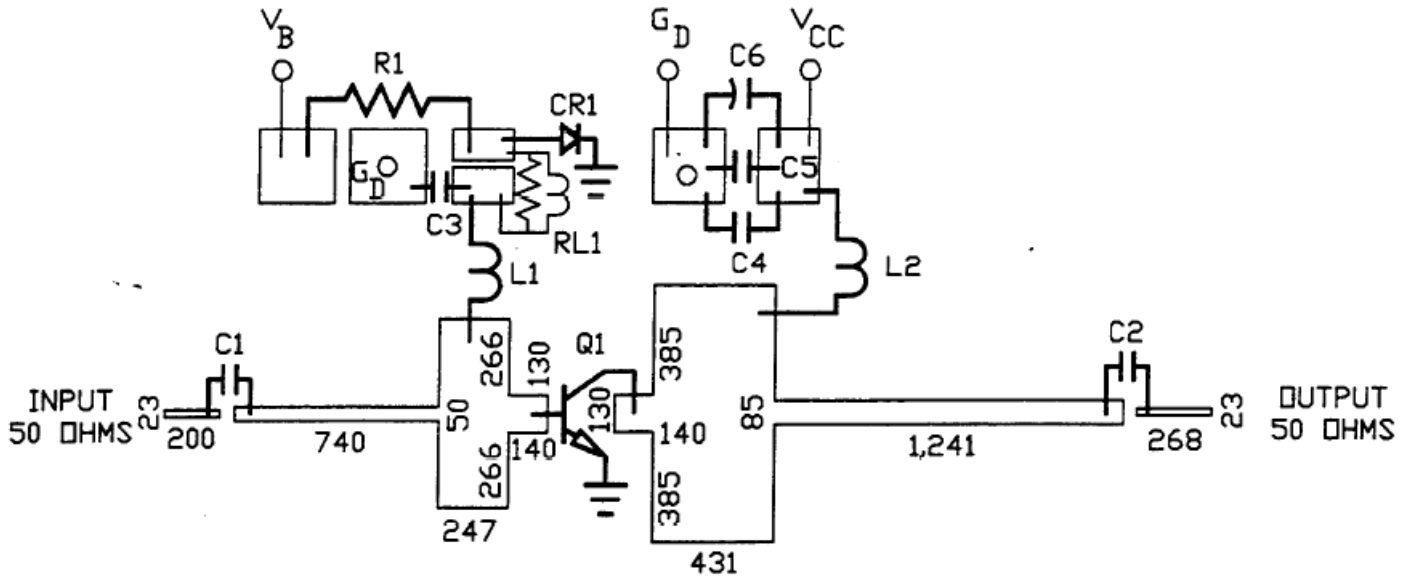 V B
G D
V CC
R1
C6
CR1
G D
C5
C3
RL1
C4
L1
L2
C1
266
130
Q1
385
C2
INPUT
50 OHMS
23
200
740
50
266
140
130
140
385
85
1,241
268
23
OUTPUT
50 OHMS
247
431